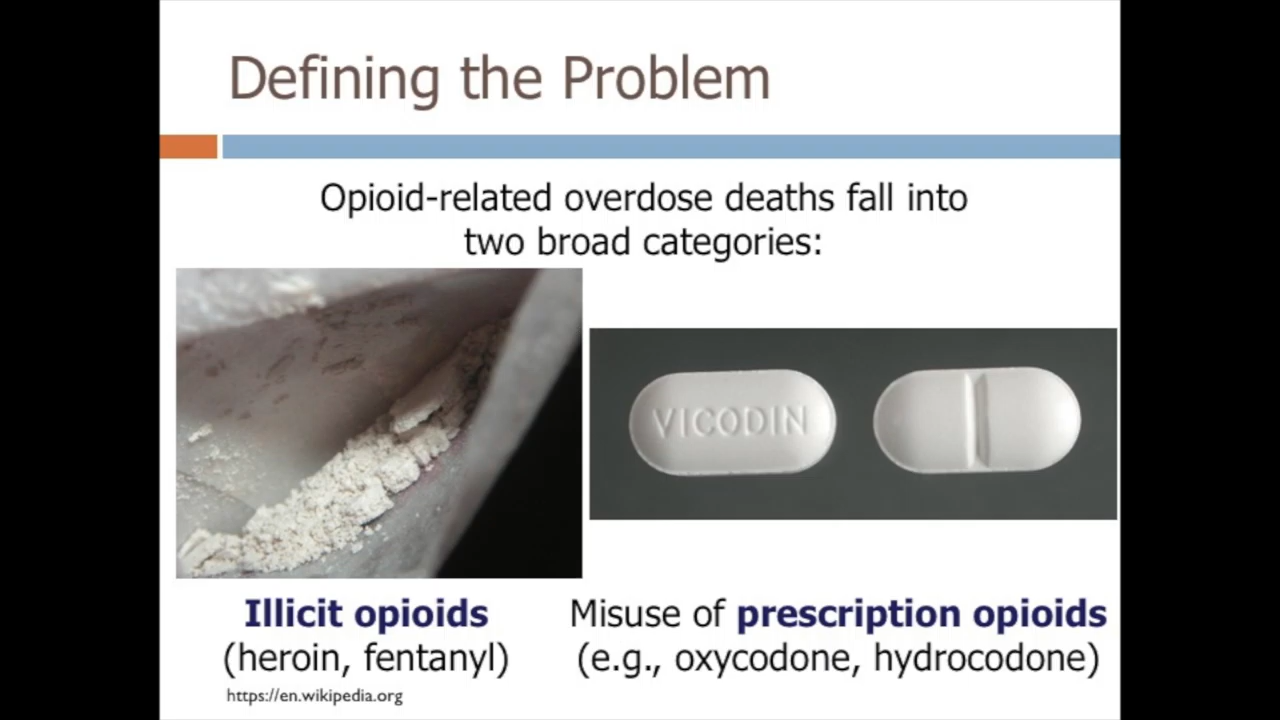 Defining the Problem
Opioid-related overdose deaths fall into
two broad categories:
VICODIN
Illicit opioids
(heroin, fentanyl)
Misuse of prescription opioids
(e.g., oxycodone, hydrocodone)
https://en.wikipedia.org